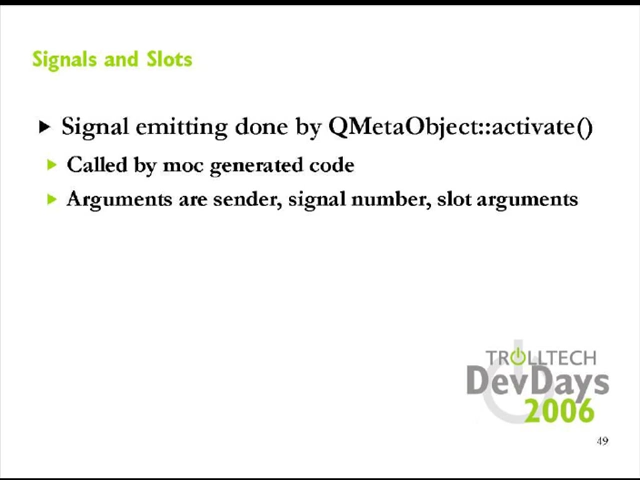 Signals and Slots
Signal emitting done by QMetaObject::activate()
Called by moc generated code
Arguments are sender, signal number, slot arguments
TROLLTECH
DevDays
2006
49